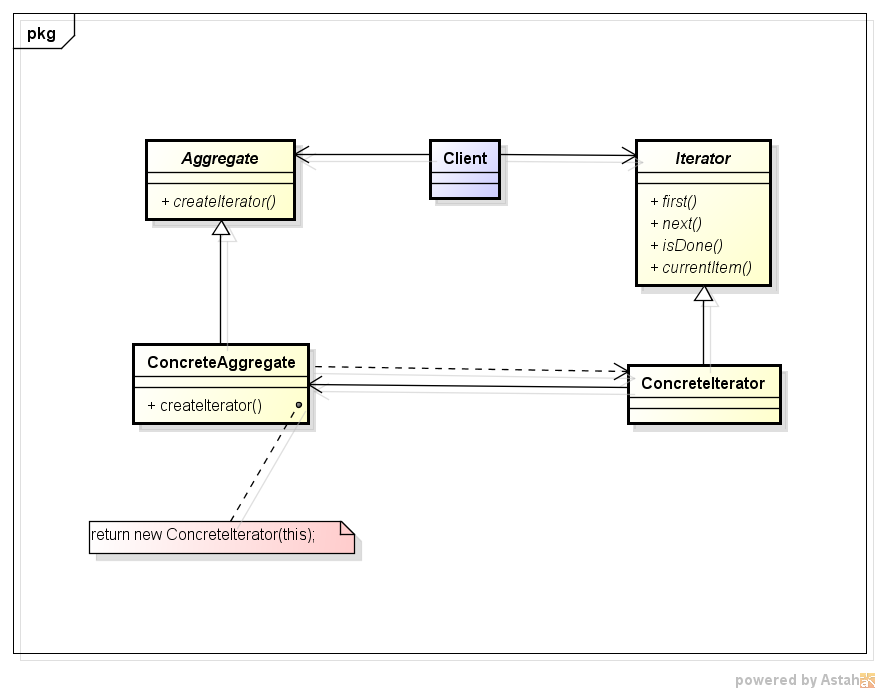 pkg
Aggregate
+ createIterator()
Client
Iterator
+ first()
+ next()
+ isDone()
+ currentItem()
ConcreteAggregate
+ createIterator()
ConcreteIterator
return new ConcreteIterator(this);
powered by Astah